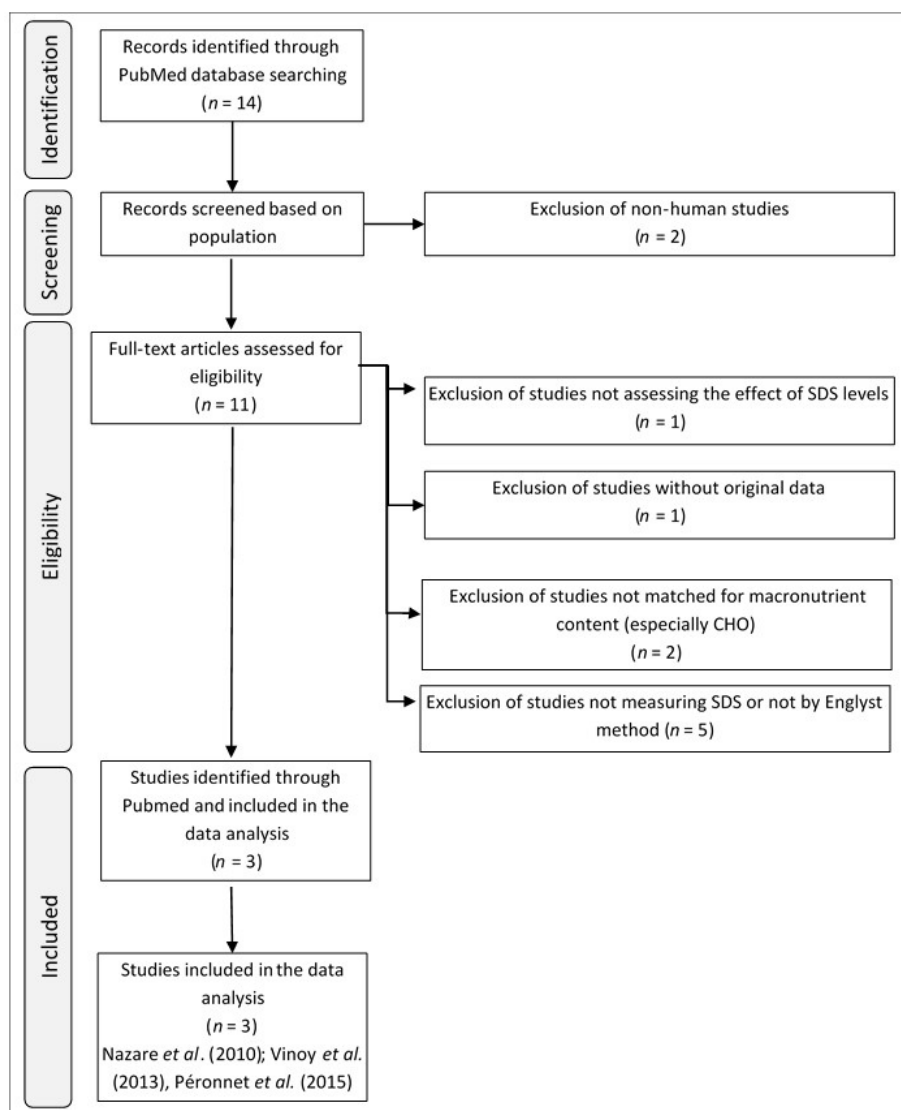 Identification
Records identified through
PubMed database searching
(n = 14)
Screening
Records screened based on
population
Exclusion of non-human studies
(n = 2)
Eligibility
Full-text articles assessed for
eligibility
(n = 11)
Exclusion of studies not assessing the effect of SDS levels
(n = 1)
Exclusion of studies without original data
(n = 1)
Exclusion of studies not matched for macronutrient
content (especially CHO)
(n = 2)
Exclusion of studies not measuring SDS or not by Englyst
method (n = 5)
Included
Studies identified through
Pubmed and included in the
data analysis
(n = 3)
Studies included in the data
analysis
(n = 3)
Nazare et al. (2010); Vinoy et al.
(2013), Péronnet et al. (2015)